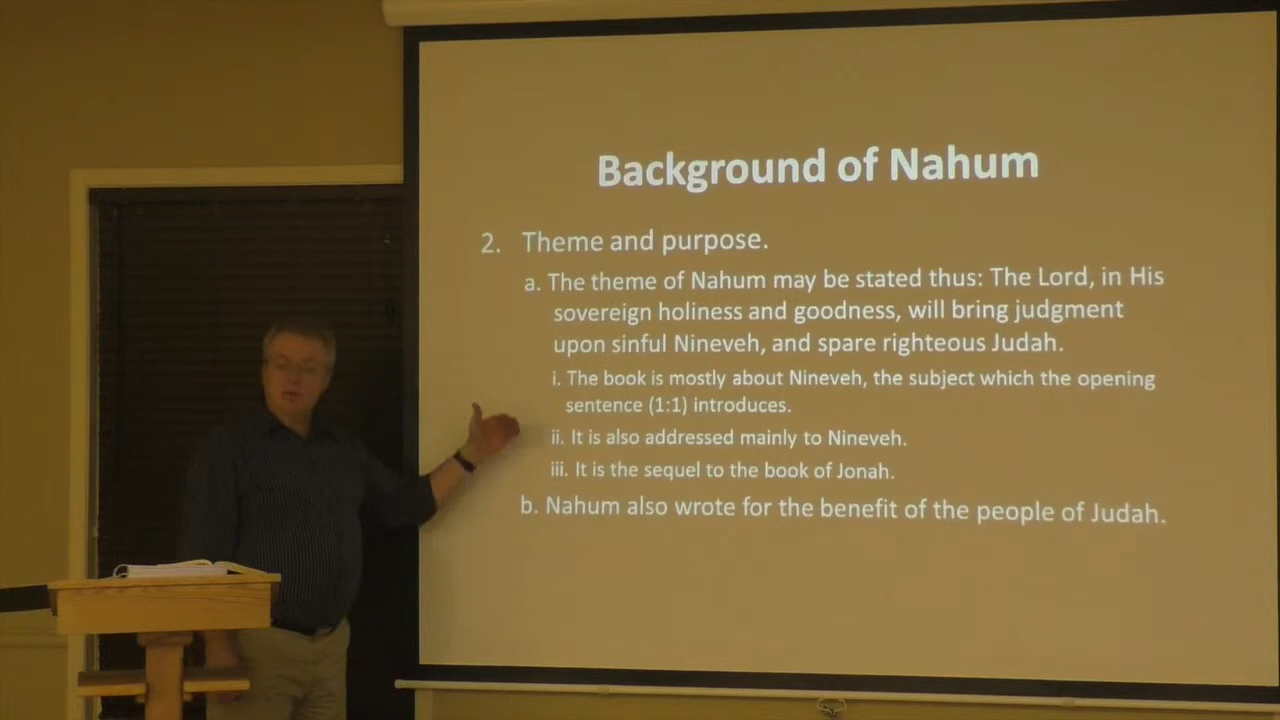 Background of Nahum
2. Theme and purpose.
a. The theme of Nahum may be stated thus: The Lord, in His
sovereign holiness and goodness, will bring judgment
upon sinful Nineveh, and spare righteous Judah.
i. The book is mostly about Nineveh, the subject which the opening
sentence (1:1) introduces.
ii. It is also addressed mainly to Nineveh.
iii. It is the sequel to the book of Jonah.
b. Nahum also wrote for the benefit of the people of Judah.